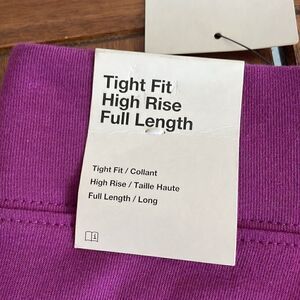 Tight Fit
High Rise
Full Length
Tight Fit / Collant
High Rise / Taille Haute
Full Length / Long